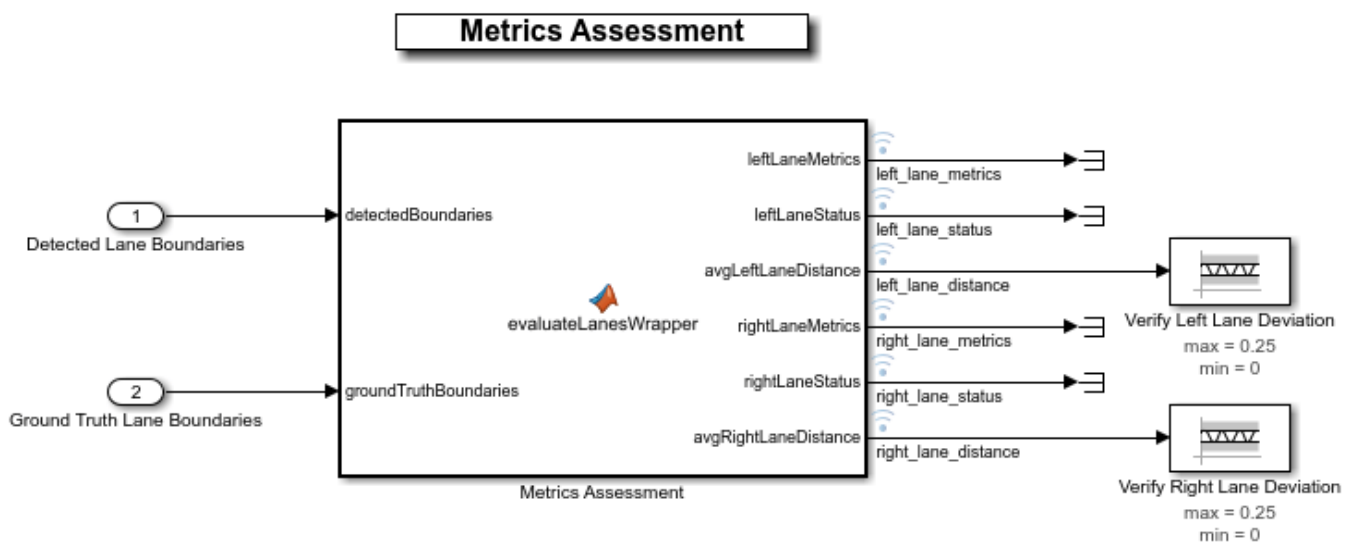 Metrics Assessment
1
Detected Lane Boundaries
2
Ground Truth Lane Boundaries
detectedBoundaries
groundTruthBoundaries
evaluateLanesWrapper
leftLaneMetrics
leftLaneStatus
avgLeftLaneDistance
rightLaneMetrics
rightLaneStatus
avgRightLaneDistance
Metrics Assessment
left_lane_metrics
left_lane_status
left_lane_distance
right_lane_metrics
right_lane_status
right_lane_distance
Verify Left Lane Deviation
max = 0.25
min = 0
Verify Right Lane Deviation
max = 0.25
min = 0